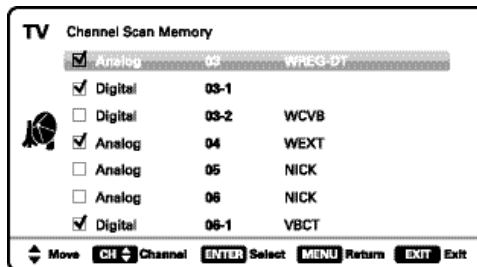 TV Channel Scan Memory
Analog 03 WREG-DT
Digital 03-1
Digital 03-2 WCVB
Analog 04 WEXT
Analog 05 NICK
Analog 06 NICK
Digital 06-1 VBCT
Move CH Channel ENTER Select MENU Return EXIT Exit